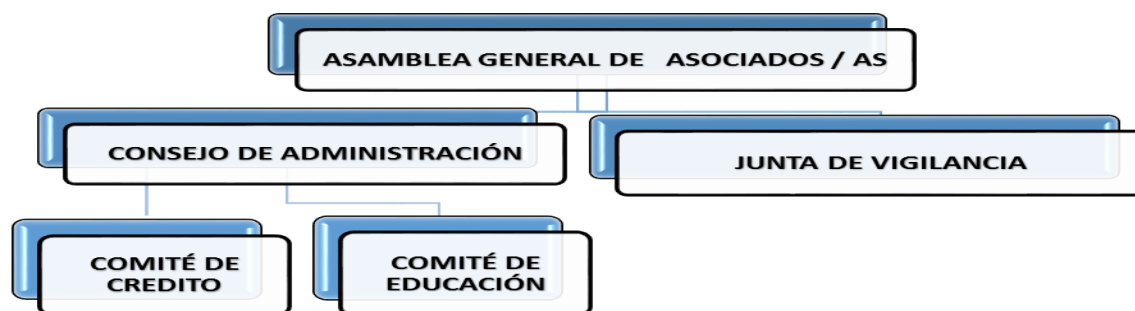 ASAMBLEA GENERAL DE ASOCIADOS / AS
CONSEJO DE ADMINISTRACIÓN
JUNTA DE VIGILANCIA
COMITÉ DE
CREDITO
COMITÉ DE
EDUCACIÓN